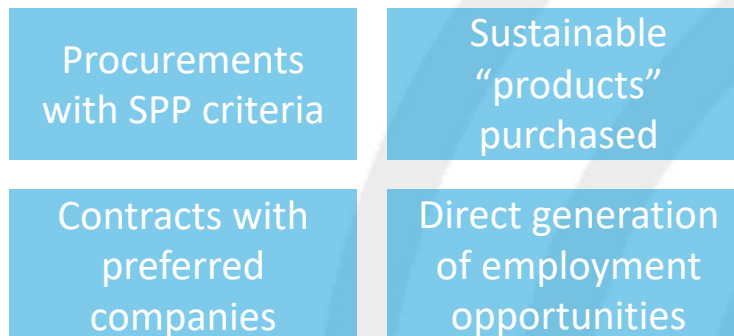 Procurements
with SPP criteria
Sustainable
“products”
purchased
Contracts with
preferred
companies
Direct generation
of employment
opportunities